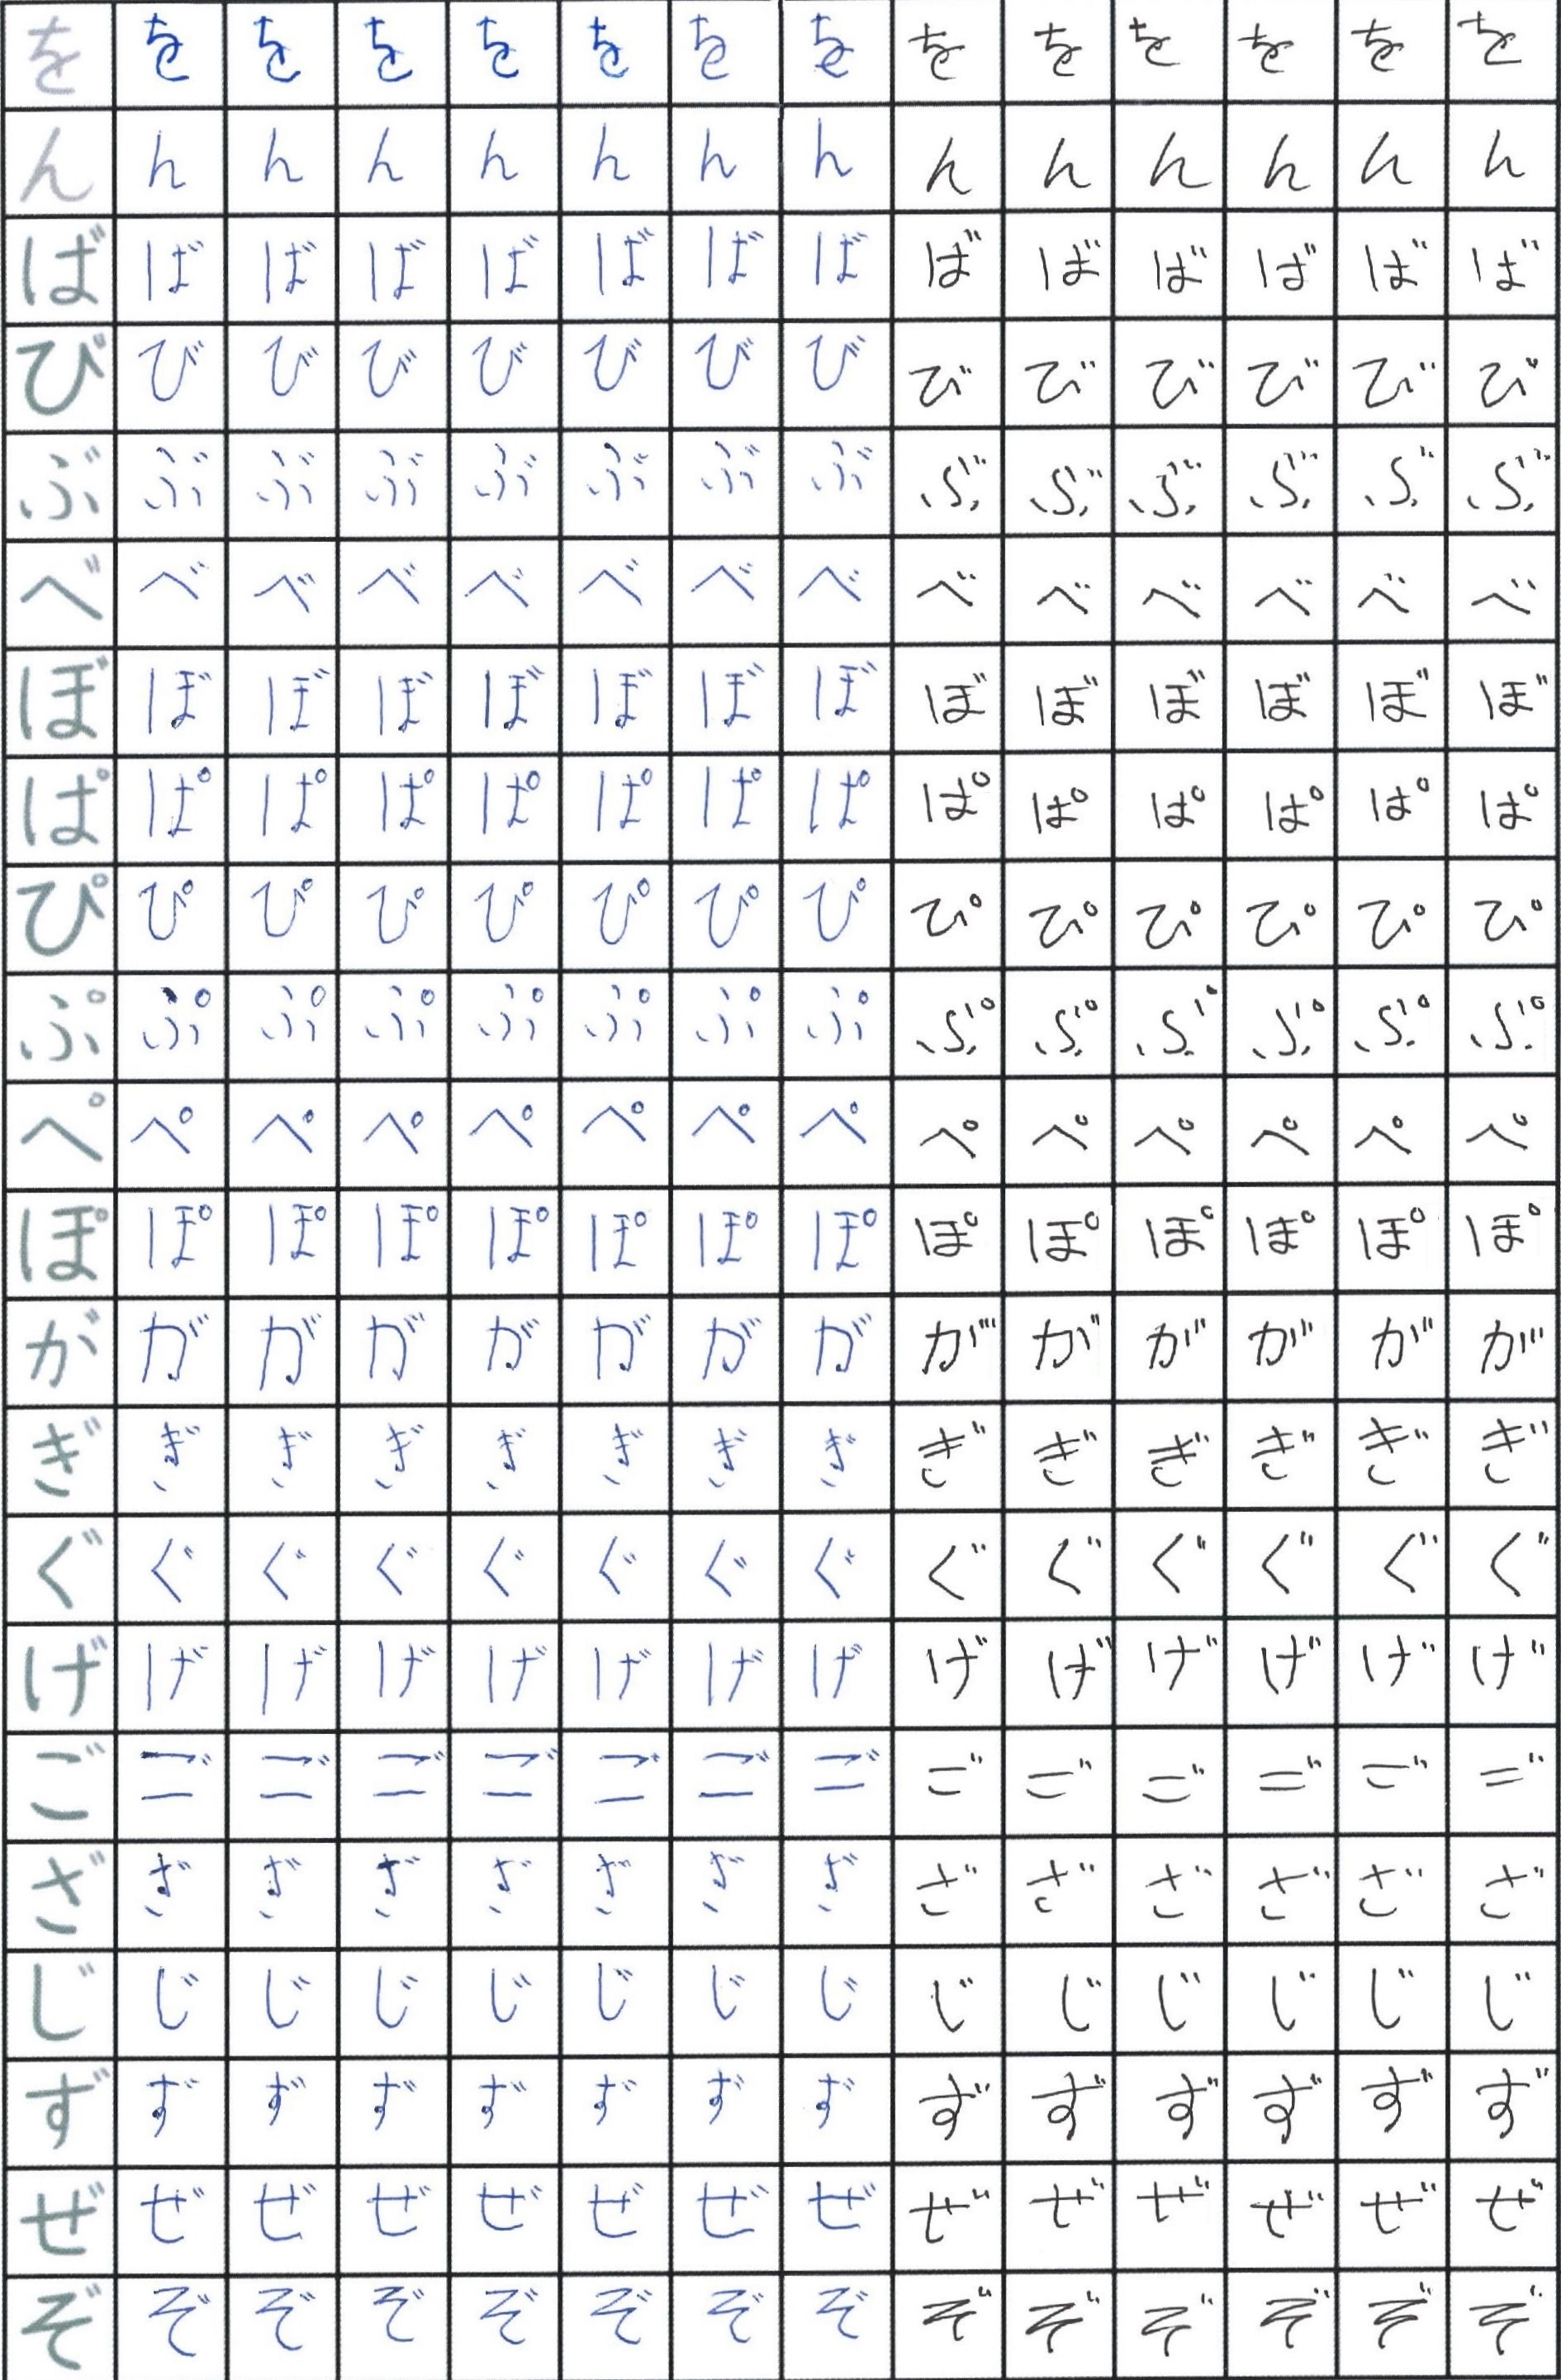 を を を を を を を を を を を を を を
ん ん ん ん ん ん ん ん ん ん ん ん ん ん
ば ば ば ば ば ば ば ば ば ば ば ば ば ば
び び び び び び び び び び び び び び
ぶ ぶ ぶ ぶ ぶ ぶ ぶ ぶ ぶ ぶ ぶ ぶ ぶ ぶ
べ べ べ べ べ べ べ べ べ べ べ べ べ べ
ぼ ぼ ぼ ぼ ぼ ぼ ぼ ぼ ぼ ぼ ぼ ぼ ぼ ぼ
ぱ ぱ ぱ ぱ ぱ ぱ ぱ ぱ ぱ ぱ ぱ ぱ ぱ ぱ
ぴ ぴ ぴ ぴ ぴ ぴ ぴ ぴ ぴ ぴ ぴ ぴ ぴ ぴ
ぷ ぷ ぷ ぷ ぷ ぷ ぷ ぷ ぷ ぷ ぷ ぷ ぷ ぷ
ぺ ぺ ぺ ぺ ぺ ぺ ぺ ぺ ぺ ぺ ぺ ぺ ぺ ぺ
ぽ ぽ ぽ ぽ ぽ ぽ ぽ ぽ ぽ ぽ ぽ ぽ ぽ ぽ
が が が が が が が が が が が が が が
ぎ ぎ ぎ ぎ ぎ ぎ ぎ ぎ ぎ ぎ ぎ ぎ ぎ ぎ
ぐ ぐ ぐ ぐ ぐ ぐ ぐ ぐ ぐ ぐ ぐ ぐ ぐ ぐ
げ げ げ げ げ げ げ げ げ げ げ げ げ げ
ご ご ご ご ご ご ご ご ご ご ご ご ご ご
ざ ざ ざ ざ ざ ざ ざ ざ ざ ざ ざ ざ ざ ざ
じ じ じ じ じ じ じ じ じ じ じ じ じ じ
ず ず ず ず ず ず ず ず ず ず ず ず ず ず
ぜ ぜ ぜ ぜ ぜ ぜ ぜ ぜ ぜ ぜ ぜ ぜ ぜ ぜ
ぞ ぞ ぞ ぞ ぞ ぞ ぞ ぞ ぞ ぞ ぞ ぞ ぞ ぞ